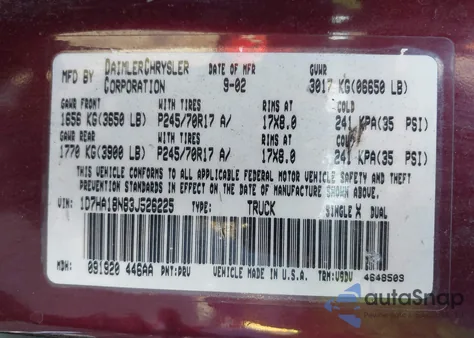 MFD BY DAIMLERCHRYSLER CORPORATION
DATE OF MFR 9-02
GVWR 3017 KG(06650 LB)
GAWR FRONT WITH TIRES RIMS AT COLD
1656 KG(3650 LB) P245/70R17 A/ 17X8.0 241 KPA(35 PSI)
GAWR REAR WITH TIRES RIMS AT COLD
1770 KG(3900 LB) P245/70R17 A/ 17X8.0 241 KPA(35 PSI)
THIS VEHICLE CONFORMS TO ALL APPLICABLE FEDERAL MOTOR VEHICLE SAFETY AND
THEFT PREVENTION STANDARDS IN EFFECT ON THE DATE OF MANUFACTURE SHOWN ABOVE.
VIN: 1D7HA18N83J526225 TYPE: TRUCK SINGLE X DUAL
MDH: 091920 446AA PNT:PRV VEHICLE MADE IN U.S.A. TRM:V9DV 4648503
autoSnap